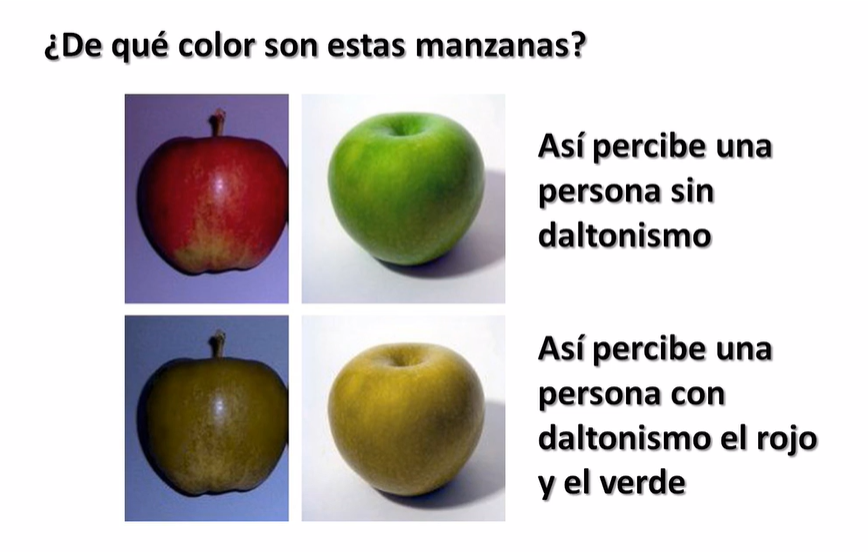 ¿De qué color son estas manzanas?
Así percibe una
persona sin
daltonismo
Así percibe una
persona con
daltonismo el rojo
y el verde